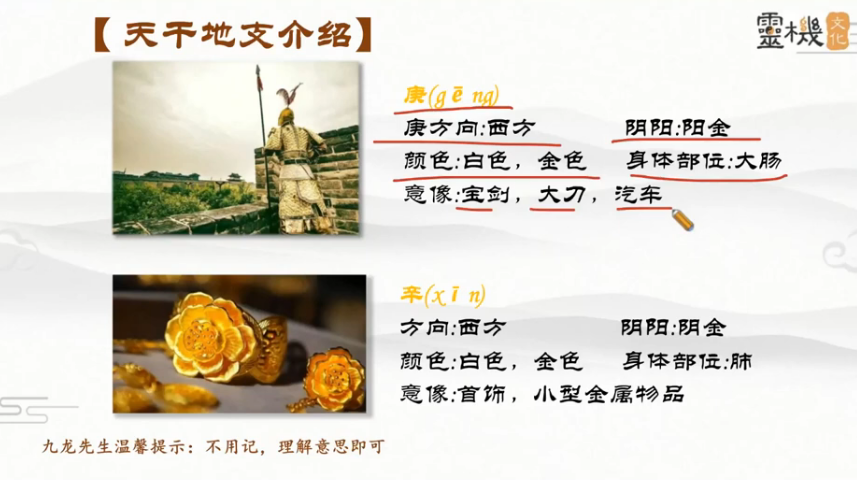 【天干地支介绍】
靈機文化
庚(gēng)
庚方向:西方 阴阳:阳金
颜色:白色，金色 身体部位:大肠
意像:宝剑，大刀，汽车
辛(xīn)
方向:西方 阴阳:阴金
颜色:白色，金色 身体部位:肺
意像:首饰，小型金属物品
九龙先生温馨提示：不用记，理解意思即可